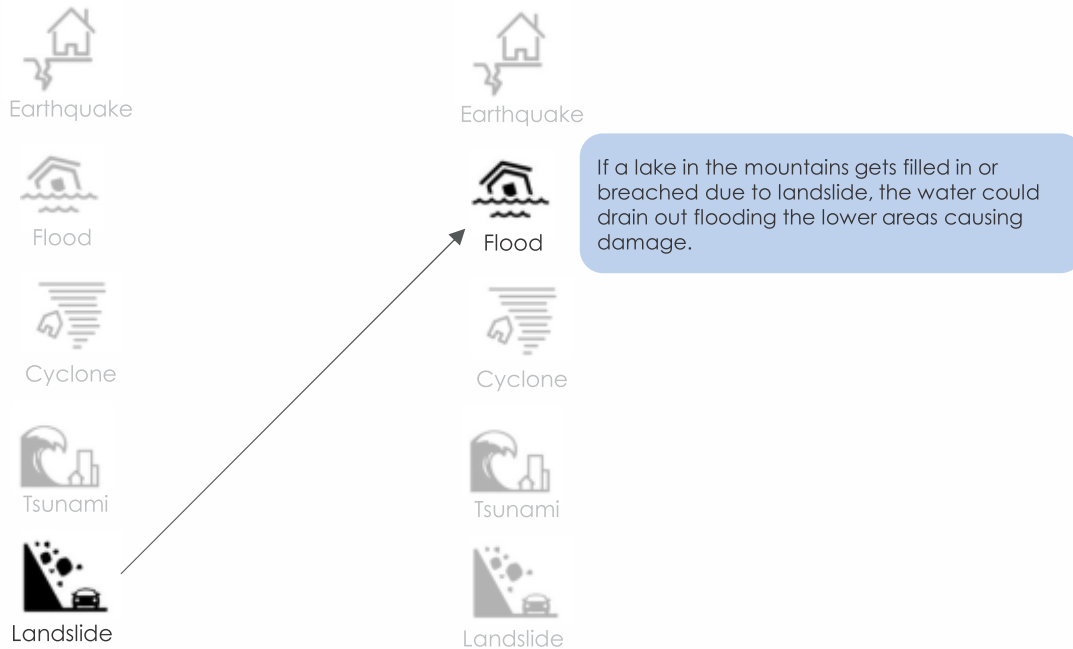 Earthquake
Flood
Cyclone
Tsunami
Landslide
Earthquake
Flood
Cyclone
Tsunami
Landslide
If a lake in the mountains gets filled in or
breached due to landslide, the water could
drain out flooding the lower areas causing
damage.